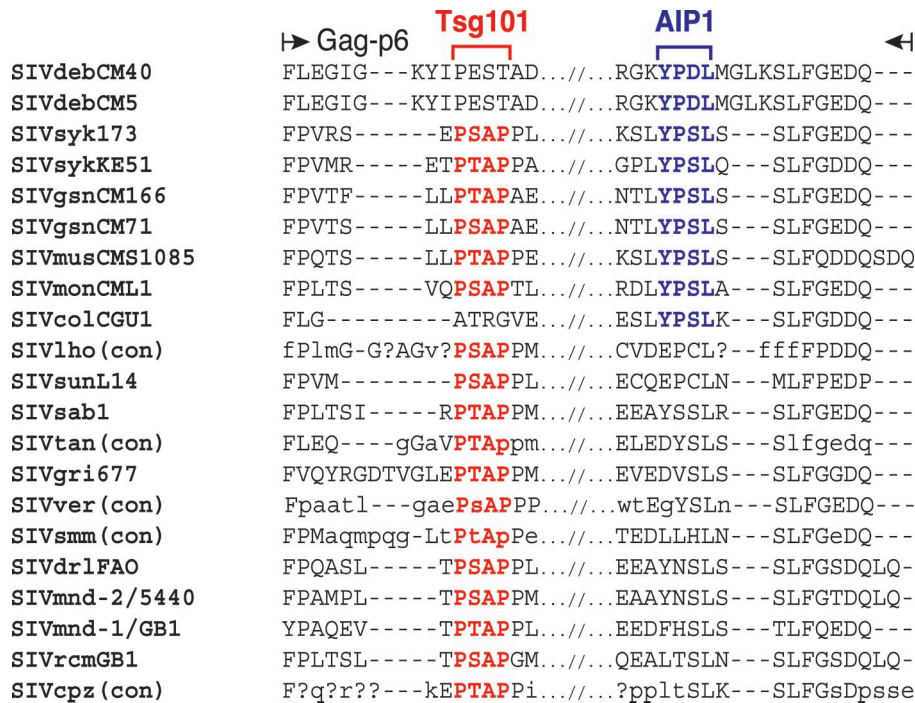 Tsg101 AIP1
Gag-p6
SIVdebCM40 FLEGIG---KYIPESTAD...//...RGKYPDLMGLKSLFGEDQ---
SIVdebCM5 FLEGIGK---KYIPESTAD...//...RGKYPDLMGLKSLFGEDQ---
SIVsyk173 FPVRS------EPSAPPL...//...KSLYPSLS---SLFGEDQ---
SIVsykKE51 FPVMR-----ETPTAPPA...//...GPLYPSLQ---SLFGDDQ---
SIVgsnCM166 FPVTF-----LLPTAPAE...//...NTLYPSLS---SLFGEDQ---
SIVgsnCM71 FPVTS-----LLPSAPAE...//...NTLYPSLS---SLFGEDQ---
SIVmusCMS1085 FPQTS-----LLPTAPPE...//...KSLYPSLS---SLFQDDQSDQ
SIVmonCML1 FPLTS-----VQPSAPTL...//...RDLYPSLA---SLFGEDQ---
SIVcolCGU1 FLG---------ATRGVE...//...ESLYPSLK---SLFGDDQ---
SIVlho(con) fPlmG-G?AGv?PSAPPM...//...CVDEPCL?---fffFPDDQ---
SIVsunL14 FPVM--------PSAPPL...//...ECQEPCLN---MLFPEDP---
SIVsab1 FPLTSI-----RPTAPPM...//...EEAYSSLR---SLFGEDQ---
SIVtan(con) FLEQ----gGaVPTAppm...//...ELEDYSLS---Slfgedq---
SIVgri677 FVQYRGDTVGLEPTAPPM...//...EVEDVSLS---SLFGGDQ---
SIVver(con) Fpaatl---gaePsAPPP...//...wtEgYSLn---SLFGEDQ---
SIVsmm(con) FPMaqmpqg-LtPtApPe...//...TEDLLHLN---SLFGeDQ---
SIVdrlFAO FPQASL-----TPSAPPL...//...EEAYNSLS---SLFGSDQLQ-
SIVmnd-2/5440 FPAMPL-----TPSAPPM...//...EAAYNSLS---SLFGTDQLQ-
SIVmnd-1/GB1 YPAQEV-----TPTAPPL...//...EEDFHSLS---TLFQEDQ---
SIVrcmGB1 FPLTSL-----TPSAPGM...//...QEALTSLN---SLFGSDQLQ-
SIVcpz(con) F?q?r??----kEPTAPPi...//...?ppltSLK---SLFGsDpsse